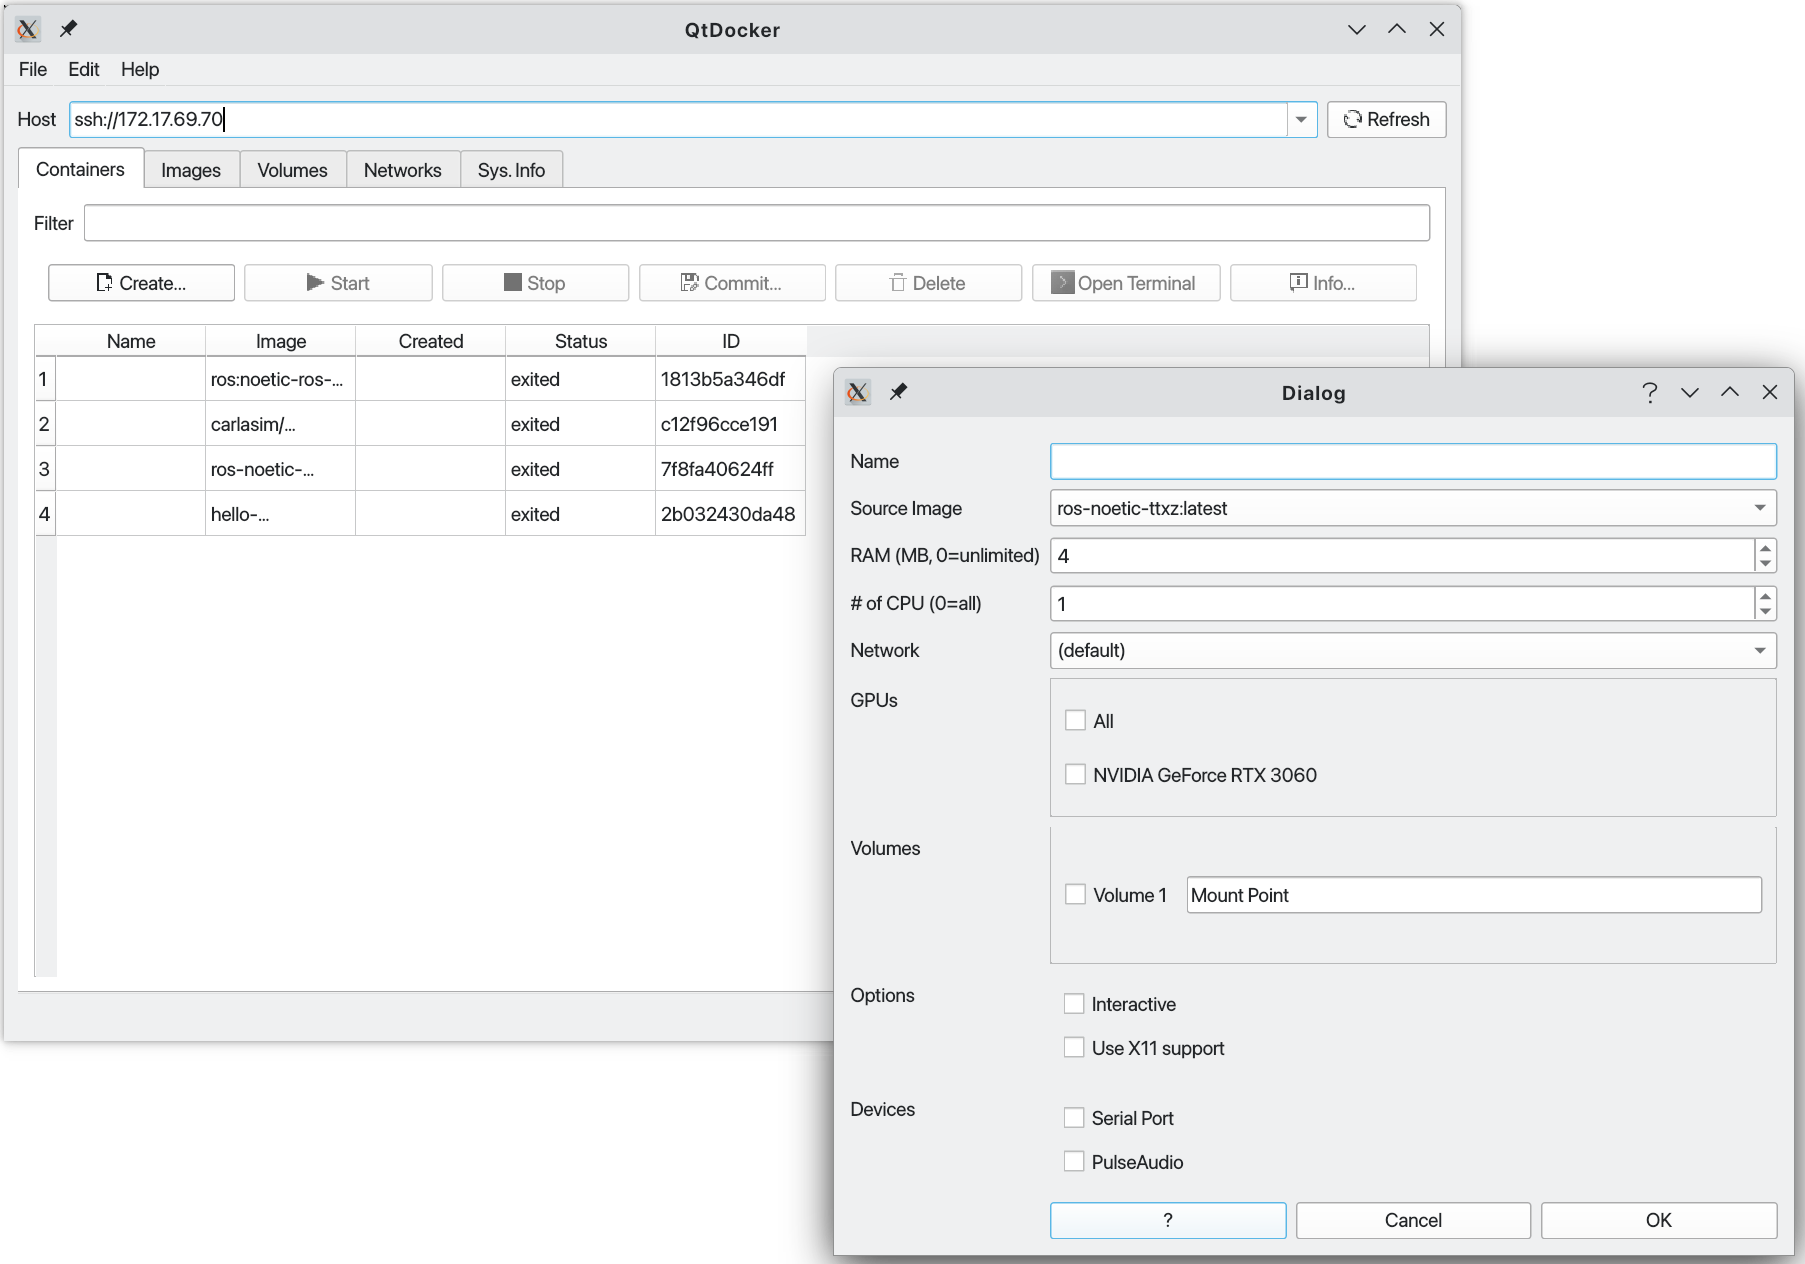 QtDocker
File Edit Help
Host ssh://172.17.69.70 Refresh
Containers Images Volumes Networks Sys. Info
Filter
Create... Start Stop Commit... Delete Open Terminal Info...
Name Image Created Status ID
1 ros:noetic-ros-... exited 1813b5a346df
2 carlasim/... exited c12f96cce191
3 ros-noetic-... exited 7f8fa40624ff
4 hello-... exited 2b032430da48
Dialog ?
Name
Source Image ros-noetic-ttxz:latest
RAM (MB, 0=unlimited) 4
# of CPU (0=all) 1
Network (default)
GPUs
All
NVIDIA GeForce RTX 3060
Volumes
Volume 1 Mount Point
Options
Interactive
Use X11 support
Devices
Serial Port
PulseAudio
? Cancel OK